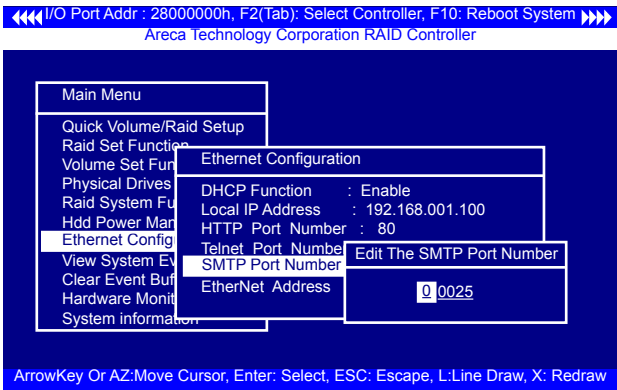 I/O Port Addr : 28000000h, F2(Tab): Select Controller, F10: Reboot System
Areca Technology Corporation RAID Controller
Main Menu
Quick Volume/Raid Setup
Raid Set Function
Volume Set Fun
Physical Drives
Raid System Fu
Hdd Power Man
Ethernet Config
View System Ev
Clear Event Buf
Hardware Monit
System information
Ethernet Configuration
DHCP Function : Enable
Local IP Address : 192.168.001.100
HTTP Port Number : 80
Telnet Port Number
SMTP Port Number
EtherNet Address
Edit The SMTP Port Number
0 0025
ArrowKey Or AZ:Move Cursor, Enter: Select, ESC: Escape, L:Line Draw, X: Redraw